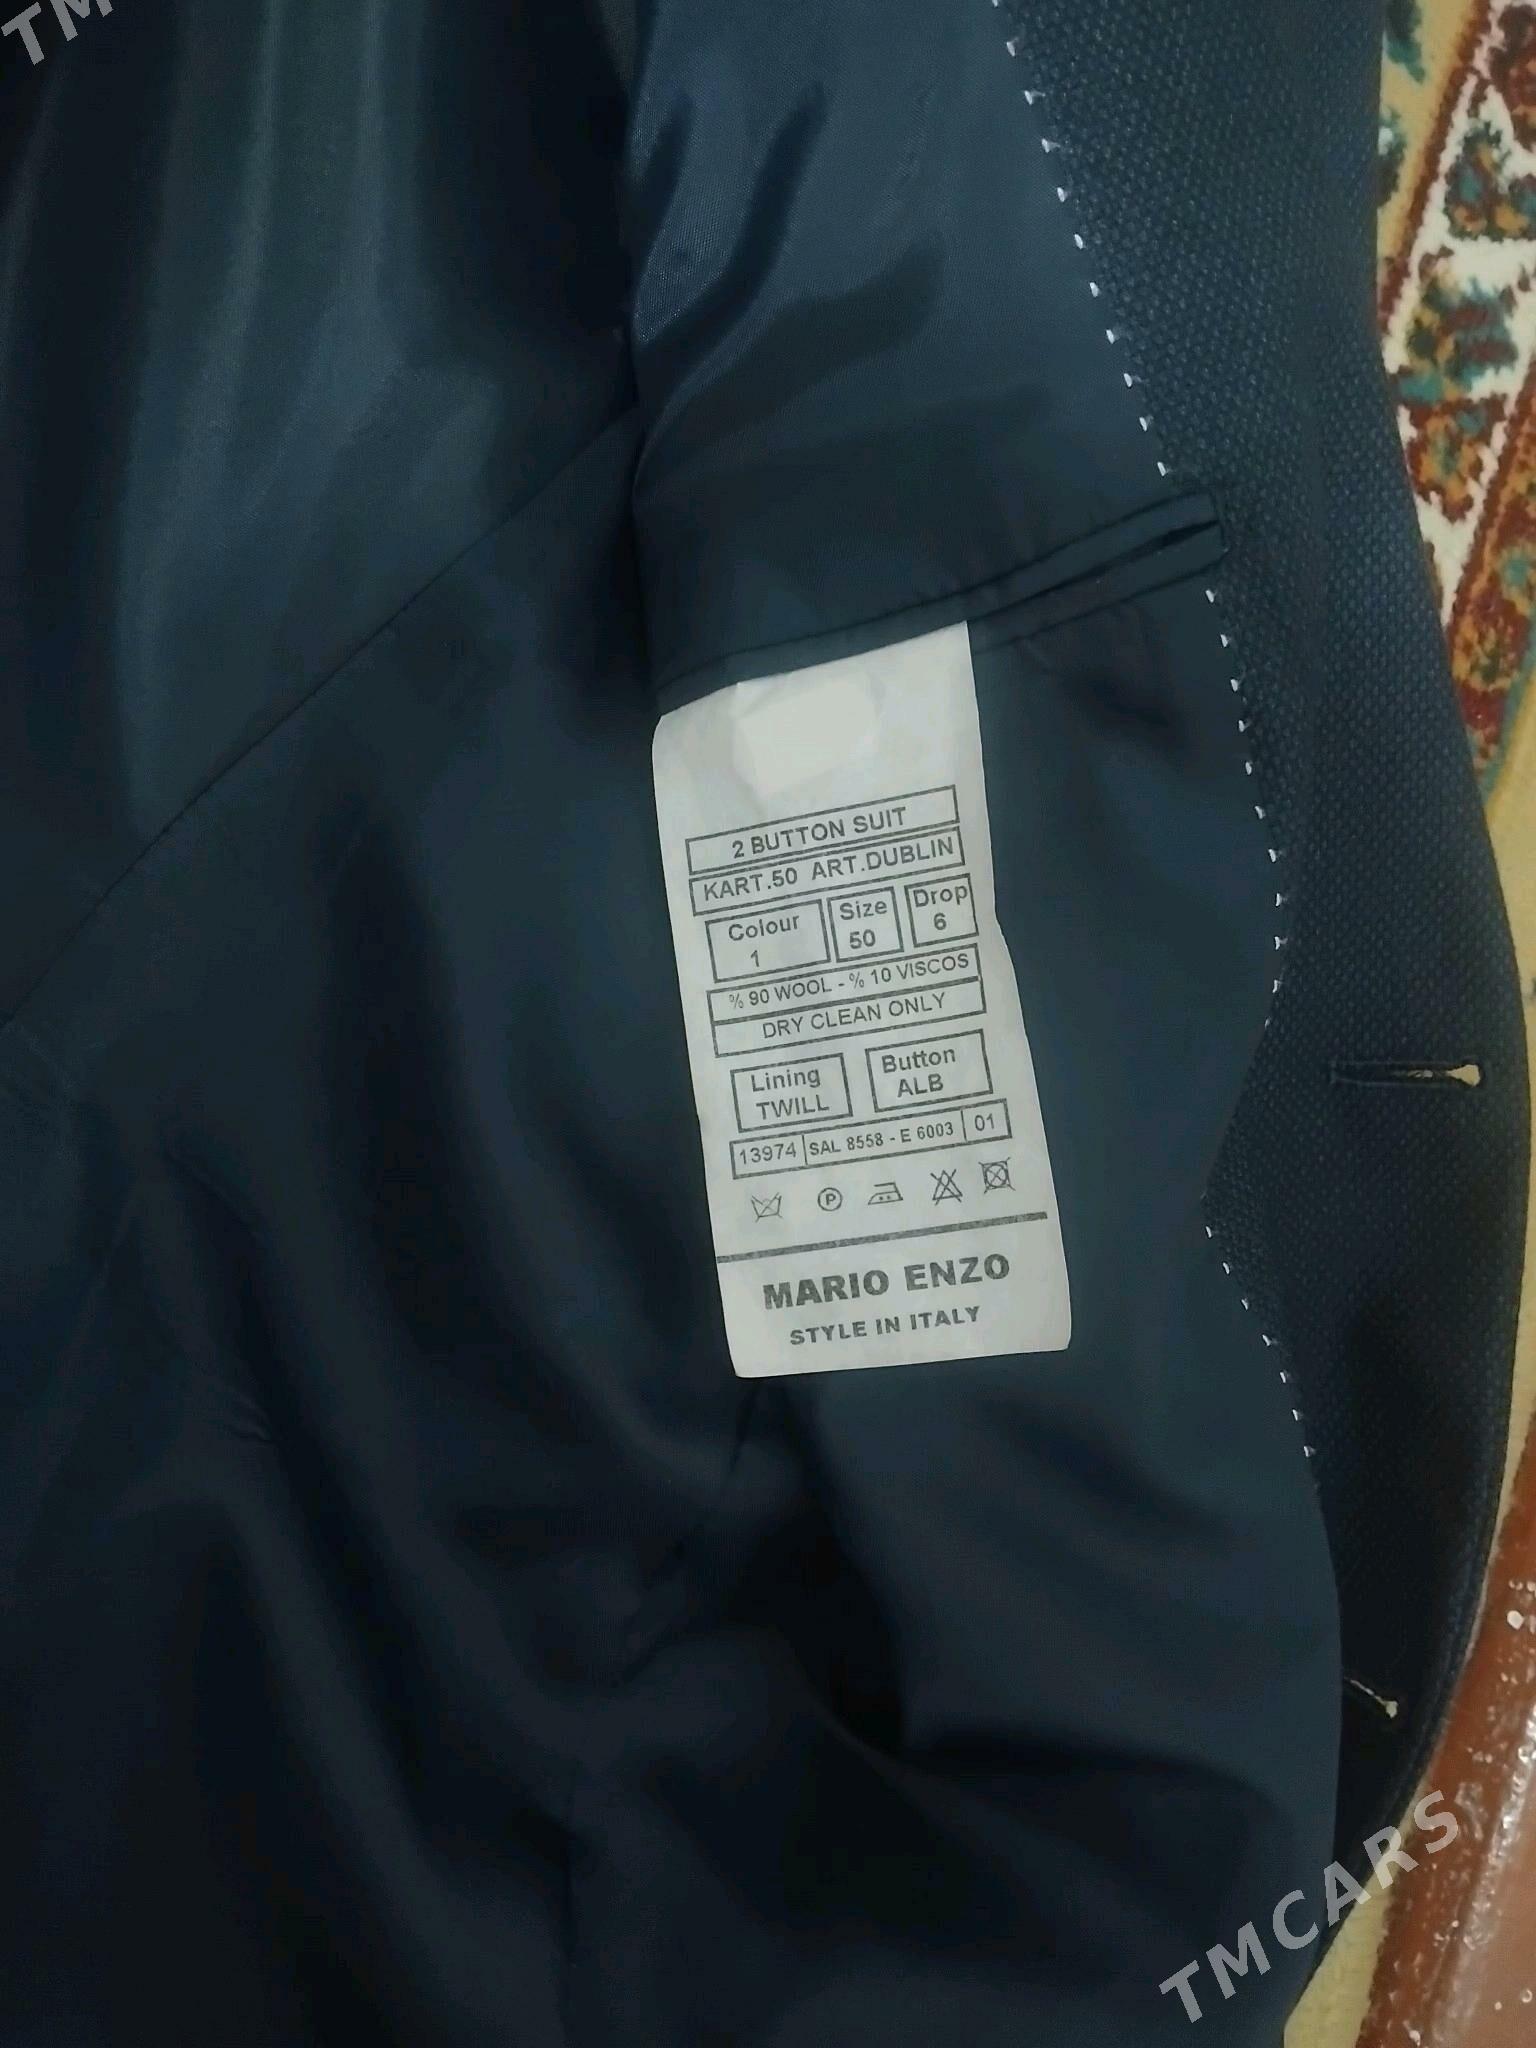 TM
2 BUTTON SUIT
KART.50 ART.DUBLIN
Colour Size Drop
1 50 6
% 90 WOOL - % 10 VISCOS
DRY CLEAN ONLY
Lining Button
TWILL ALB
13974 SAL 8558 - E 6003 01
P
MARIO ENZO
STYLE IN ITALY
TMCARS